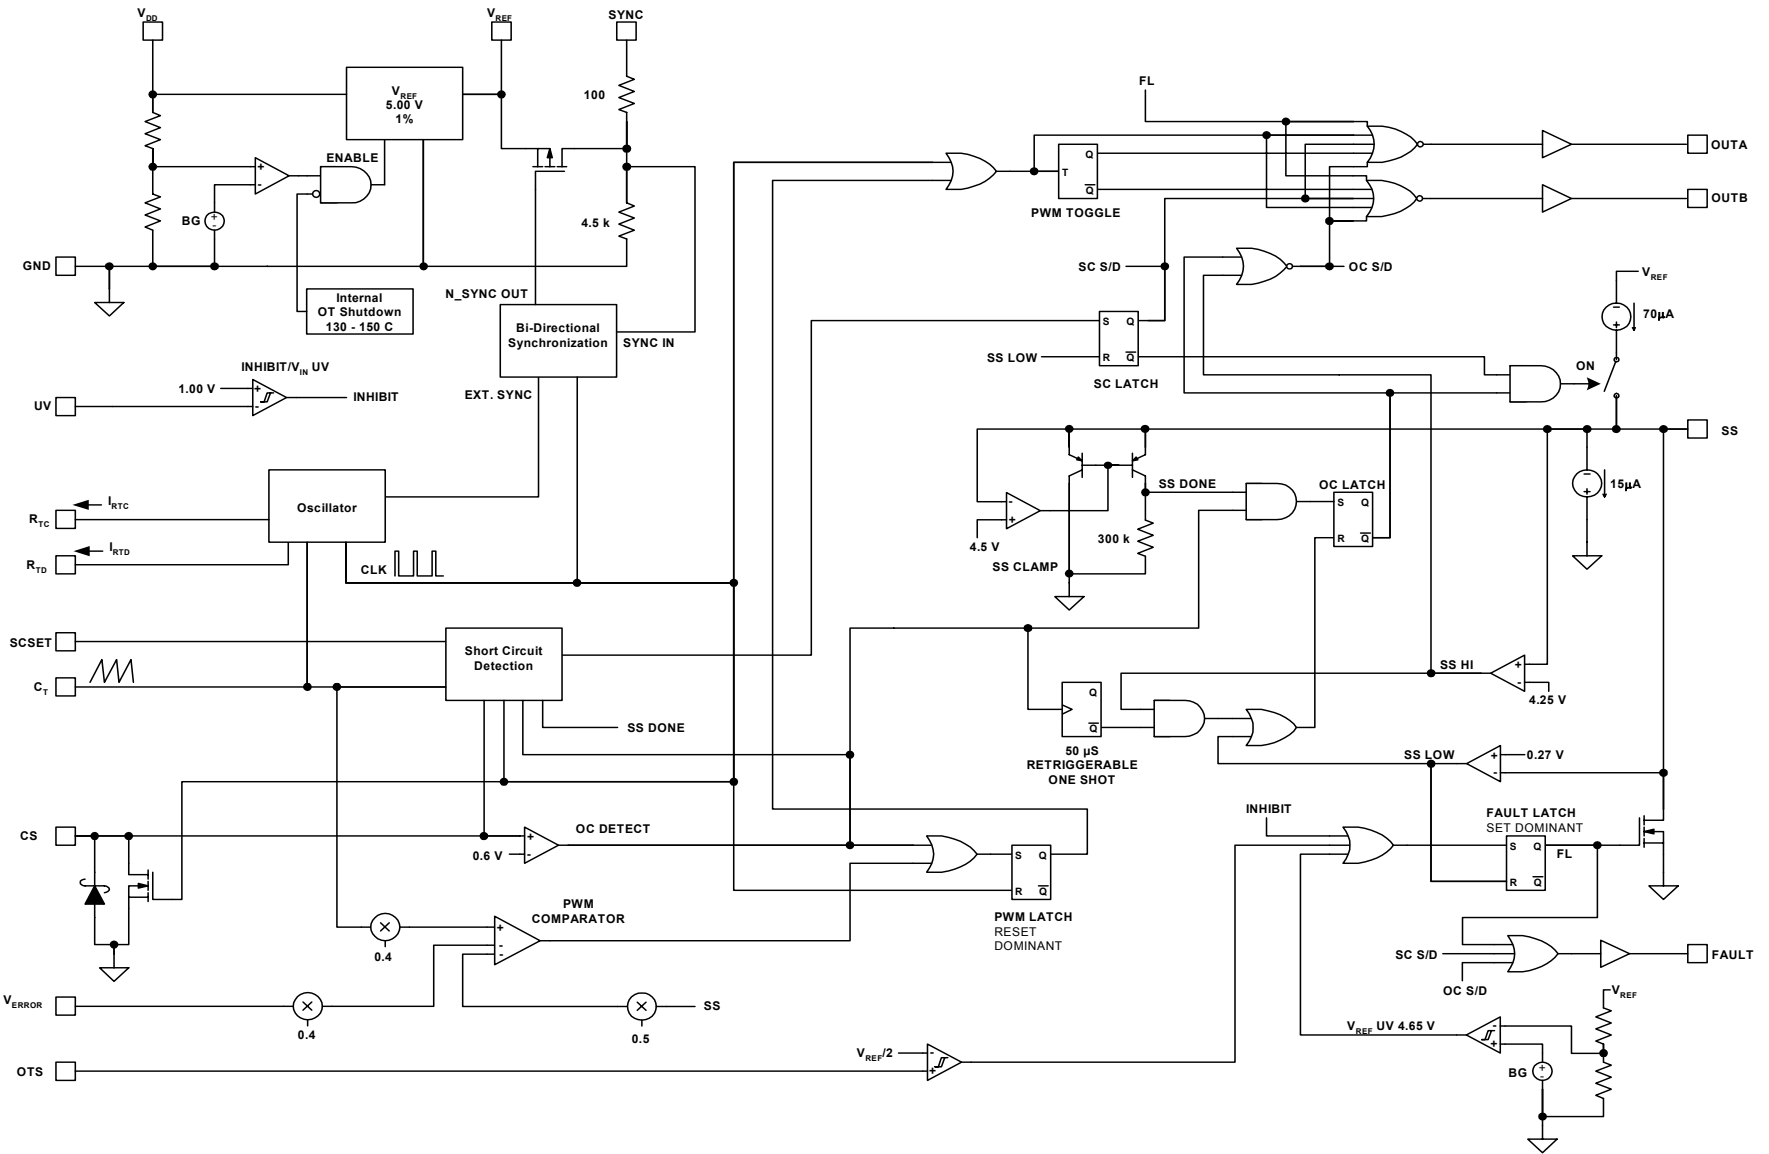 VDD
VREF
SYNC
VREF
5.00 V
1%
100
FL
ENABLE
BG
4.5 k
GND
Internal
OT Shutdown
130 - 150 C
N_SYNC OUT
Bi-Directional
Synchronization
SYNC IN
EXT. SYNC
INHIBIT/VIN UV
1.00 V
INHIBIT
UV
T
Q
Q
PWM TOGGLE
OUTA
OUTB
SC S/D
OC S/D
VREF
70µA
SS LOW
S
Q
R
Q
SC LATCH
ON
SS
15µA
SS DONE
OC LATCH
S
Q
R
Q
4.5 V
300 k
SS CLAMP
IRTC
RTC
Oscillator
IRTD
RTD
CLK
SCSET
Short Circuit
Detection
CT
SS DONE
SS HI
4.25 V
Q
Q
50 µS
RETRIGGERABLE
ONE SHOT
SS LOW
0.27 V
CS
OC DETECT
0.6 V
S
Q
R
Q
PWM LATCH
RESET
DOMINANT
PWM
COMPARATOR
0.4
INHIBIT
FAULT LATCH
SET DOMINANT
S
Q
FL
R
Q
SC S/D
OC S/D
FAULT
VERROR
0.4
0.5
SS
VREF
VREF UV 4.65 V
VREF/2
BG
OTS
+
-
+
-
+
-
+
-
-
+
+
-
+
-
+
-
+
-
-
-
+
-
+
+
-
−
+
−
+
+
-